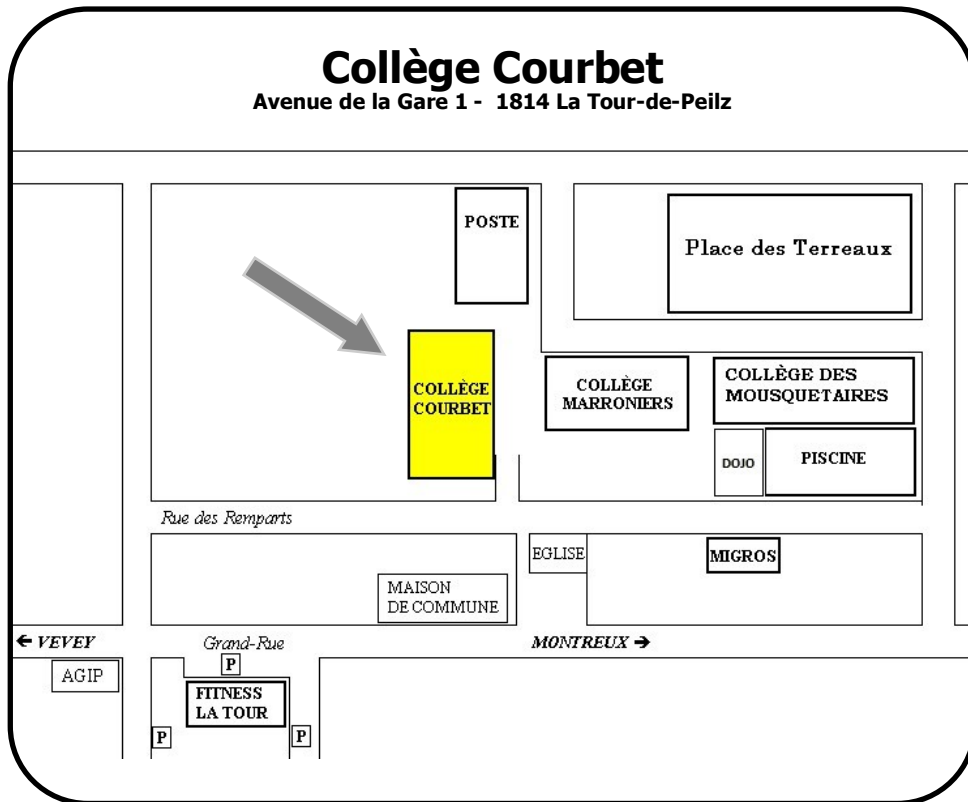 Collège Courbet
Avenue de la Gare 1 - 1814 La Tour-de-Peilz
POSTE
Place des Terreaux
COLLÈGE
COURBET
COLLÈGE
MARRONIERS
COLLÈGE DES
MOUSQUETAIRES
DOJO
PISCINE
Rue des Remparts
EGLISE
MIGROS
MAISON
DE COMMUNE
← VEVEY
Grand-Rue
MONTREUX →
P
AGIP
FITNESS
LA TOUR
P
P